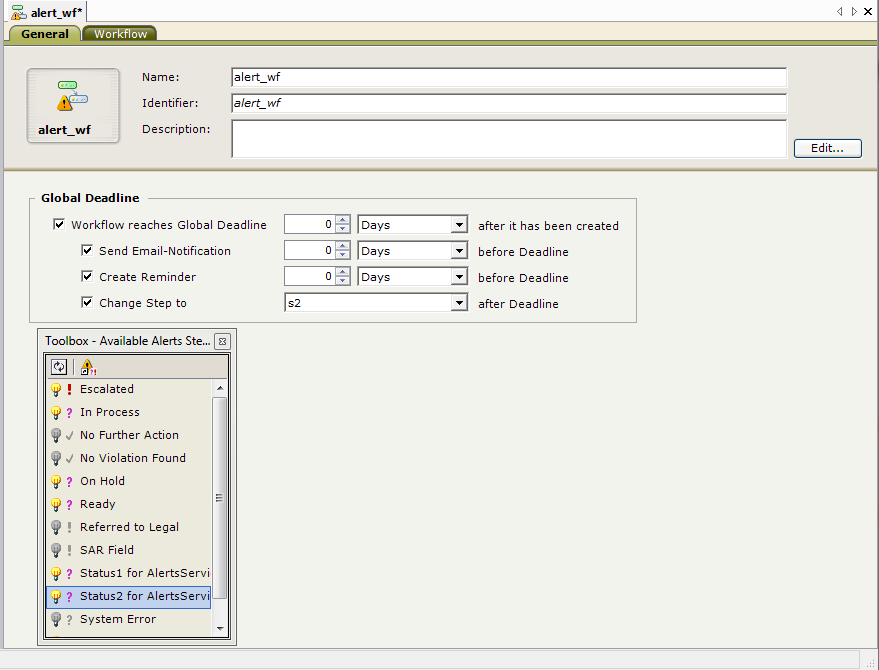 alert_wf*
General Workflow
Name: alert_wf
alert_wf
Identifier: alert_wf
Description:
Edit...
Global Deadline
Workflow reaches Global Deadline 0 Days after it has been created
Send Email-Notification 0 Days before Deadline
Create Reminder 0 Days before Deadline
Change Step to s2 after Deadline
Toolbox - Available Alerts Ste...
! Escalated
? In Process
No Further Action
No Violation Found
? On Hold
? Ready
! Referred to Legal
! SAR Field
? Status1 for AlertsServi
? Status2 for AlertsServi
? System Error